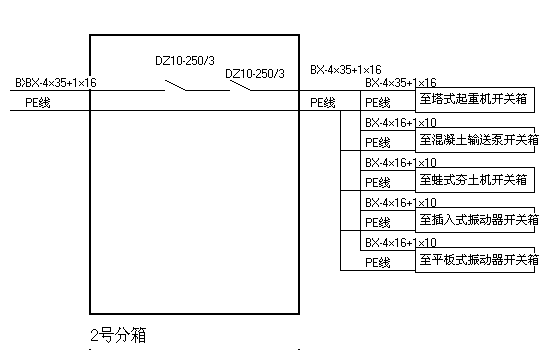 DZ10-250/3
DZ10-250/3
BX-4×35+1×16
BXBX-4×35+1×16
BX-4×35+1×16
PE线
PE线
PE线
至塔式起重机开关箱
BX-4×16+1×10
PE线
至混凝土输送泵开关箱
BX-4×16+1×10
PE线
至蛙式夯土机开关箱
BX-4×16+1×10
PE线
至插入式振动器开关箱
BX-4×16+1×10
PE线
至平板式振动器开关箱
2号分箱